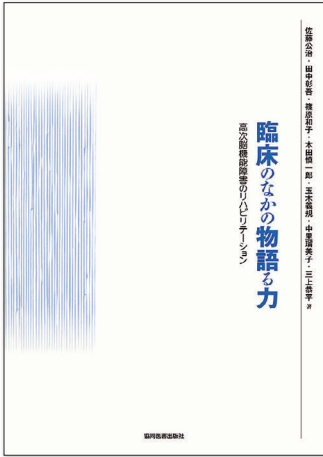 佐藤公治・田中彰吾・篠原和子・本田慎一郎・玉木義規・中里瑠美子・三上恭平 著
臨床のなかの物語る力
高次脳機能障害のリハビリテーション
協同医書出版社